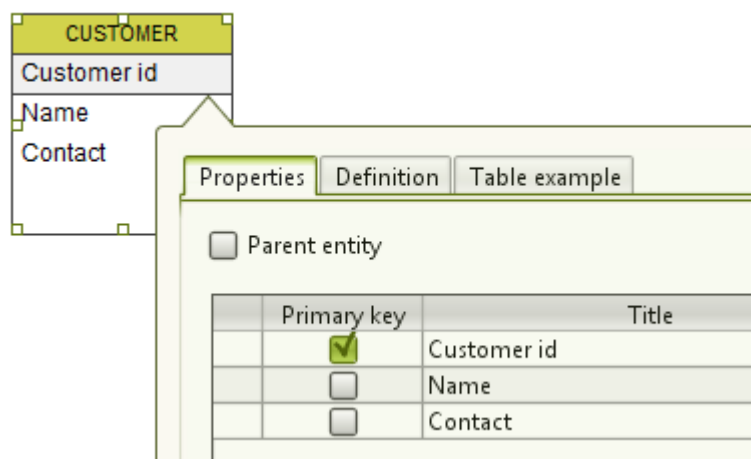 CUSTOMER
Customer id
Name
Contact
Properties Definition Table example
Parent entity
Primary key Title
Customer id
Name
Contact